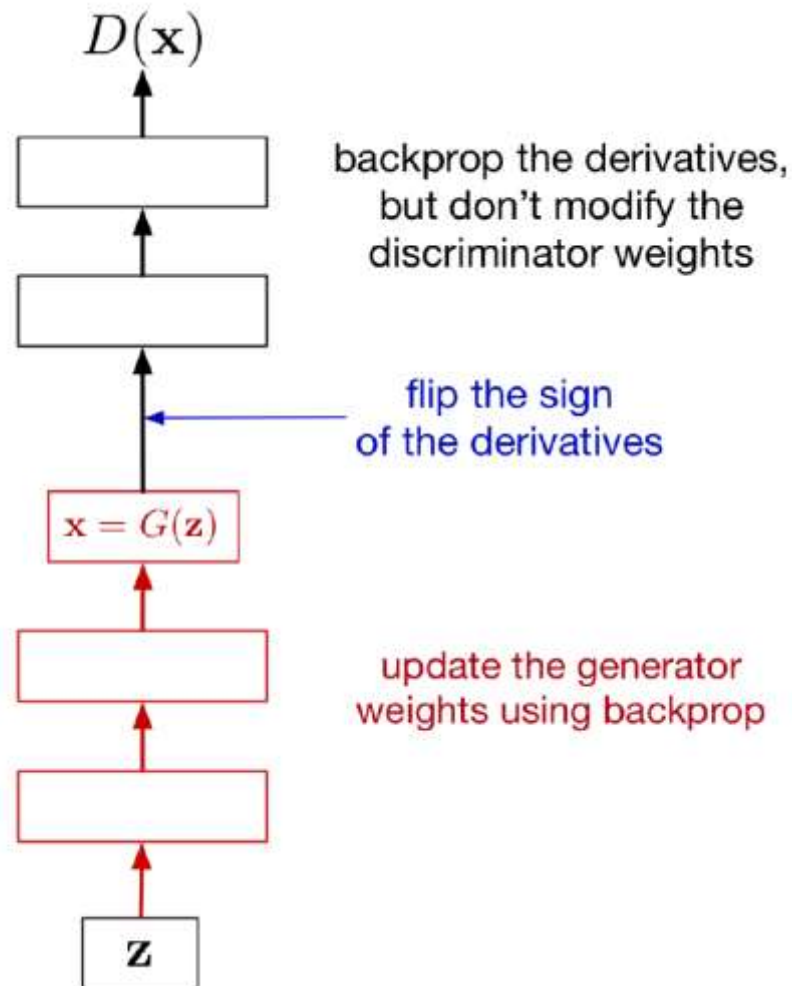 D(x)
backprop the derivatives,
but don't modify the
discriminator weights
flip the sign
of the derivatives
x = G(z)
update the generator
weights using backprop
z